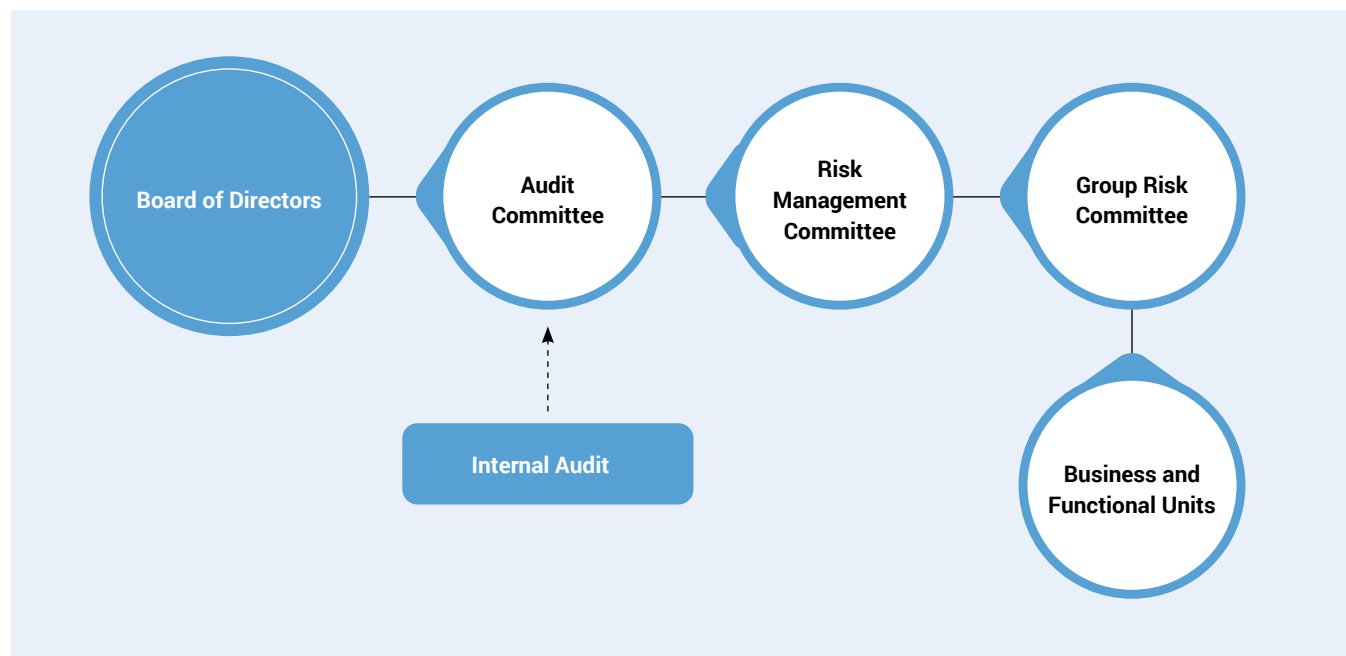 Board of Directors
Audit
Committee
Risk
Management
Committee
Group Risk
Committee
Internal Audit
Business and
Functional Units